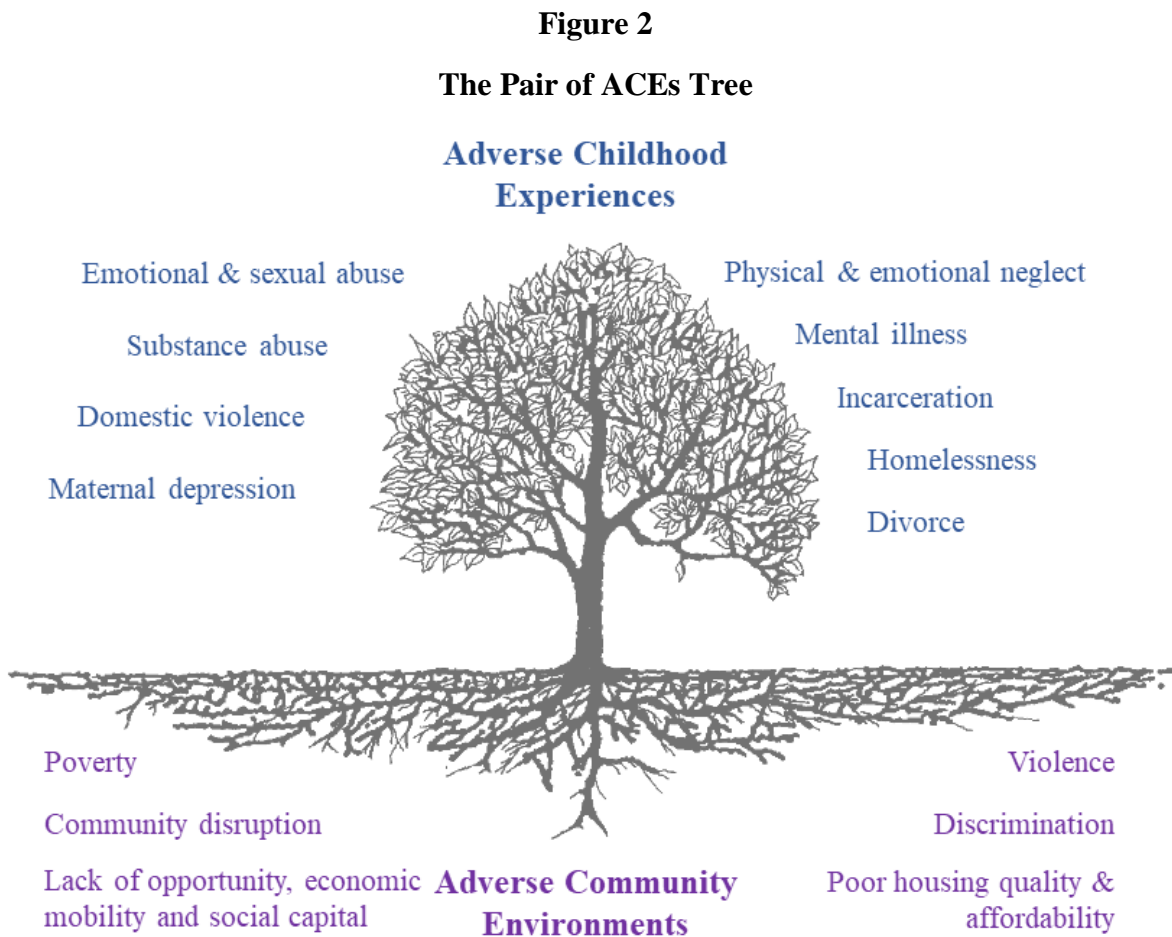 Figure 2
The Pair of ACEs Tree
Adverse Childhood
Experiences
Emotional & sexual abuse
Substance abuse
Domestic violence
Maternal depression
Physical & emotional neglect
Mental illness
Incarceration
Homelessness
Divorce
Poverty
Community disruption
Lack of opportunity, economic
mobility and social capital
Adverse Community
Environments
Violence
Discrimination
Poor housing quality &
affordability